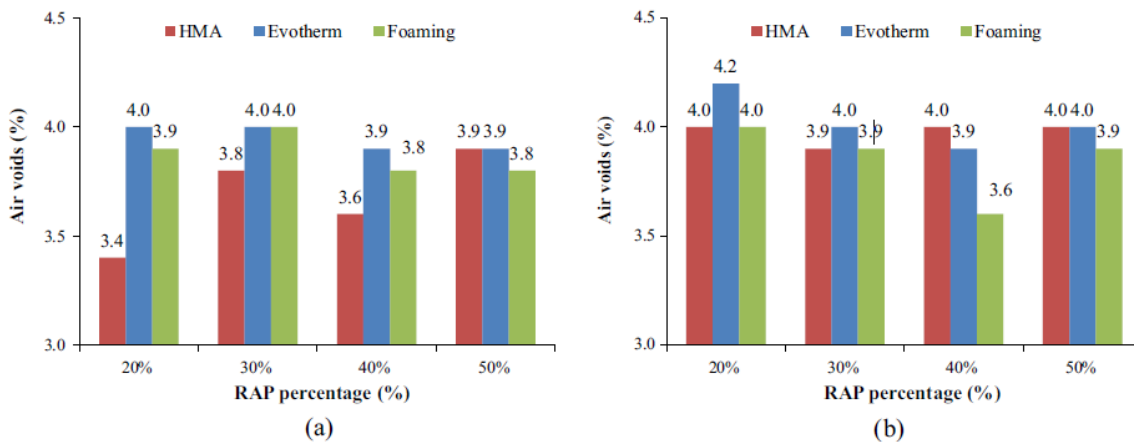 4.5
HMA Evotherm Foaming
4.0 4.0 4.0
3.9 3.9 3.9 3.9
3.8 3.8 3.8
3.6
3.4
4.0
3.5
3.0
Air voids (%)
20% 30% 40% 50%
RAP percentage (%)
(a)
4.5
HMA Evotherm Foaming
4.2
4.0 4.0 4.0 4.0 4.0 4.0
3.9 3.9 3.9 3.9
3.6
4.0
3.5
3.0
Air voids (%)
20% 30% 40% 50%
RAP percentage (%)
(b)